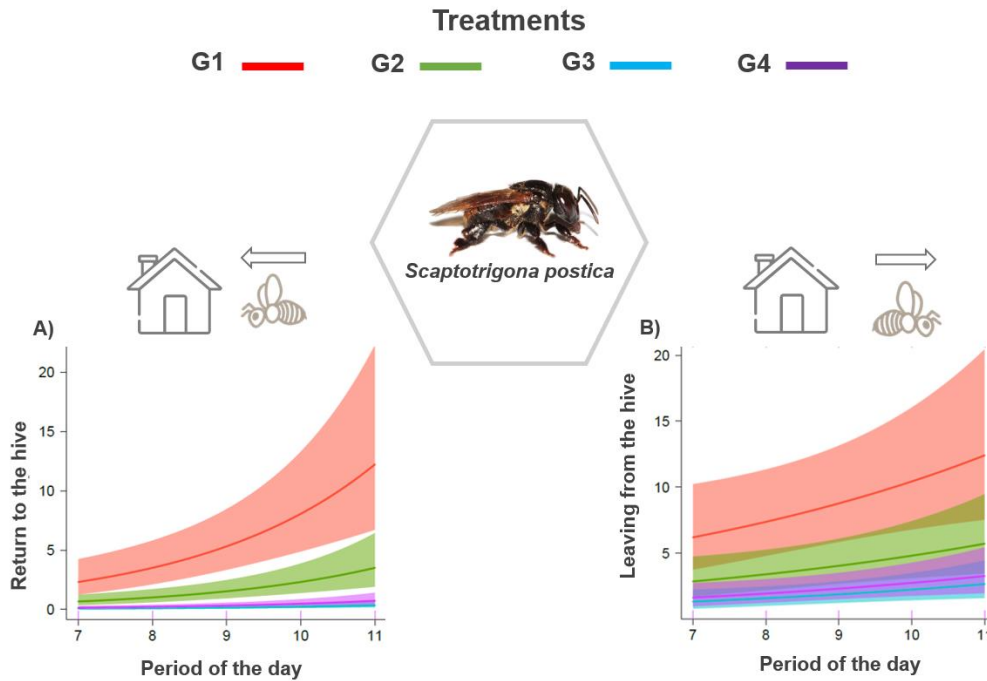 Treatments
G1 G2 G3 G4
Scaptotrigona postica
A)
Return to the hive
20
15
10
5
0
7 8 9 10 11
Period of the day
B)
Leaving from the hive
20
15
10
5
7 8 9 10 11
Period of the day